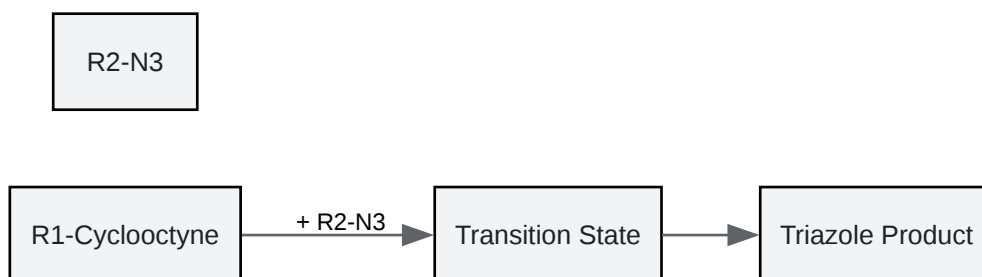 R2-N3
R1-Cyclooctyne
+ R2-N3
Transition State
Triazole Product